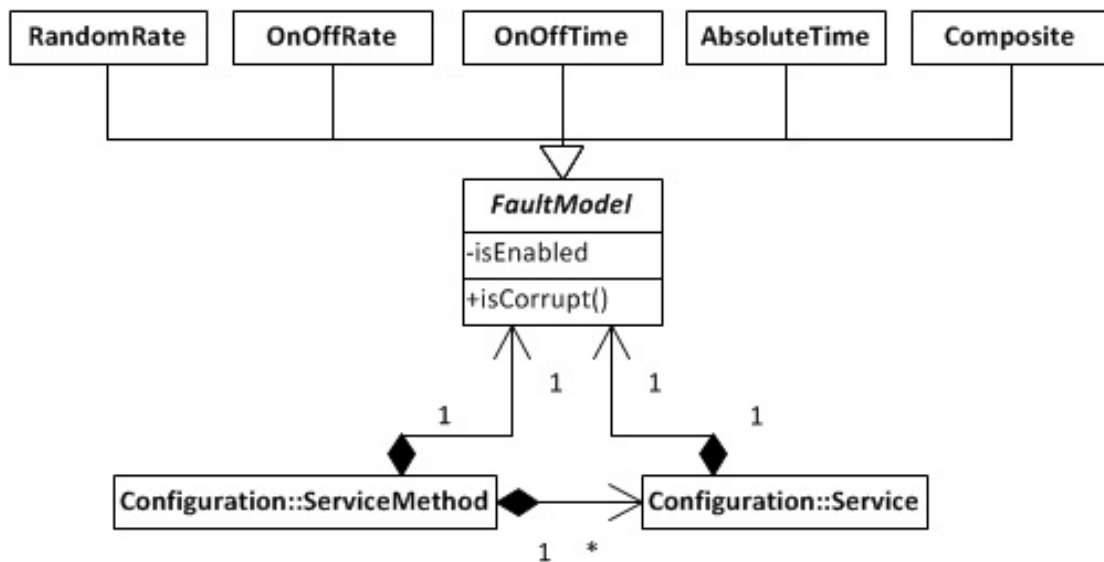 RandomRate
OnOffRate
OnOffTime
AbsoluteTime
Composite
FaultModel
-isEnabled
+isCorrupt()
1
1
1
1
Configuration::ServiceMethod
Configuration::Service
1
*